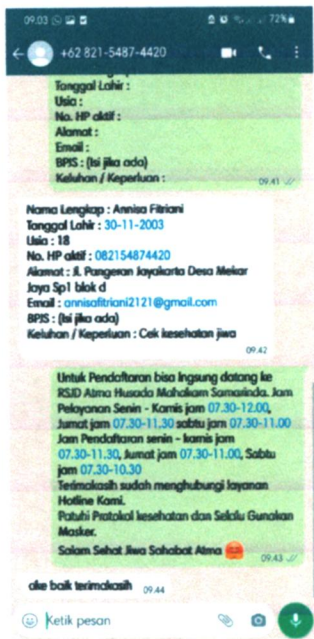 09.03
72%
+62 821-5487-4420
Tanggal Lahir :
Usia :
No. HP aktif :
Alamat :
Email :
BPJS : (Isi jika ada)
Keluhan / Keperluan :
09.41
Nama Lengkap : Annisa Fitriani
Tanggal Lahir : 30-11-2003
Usia : 18
No. HP aktif : 082154874420
Alamat : Jl. Pangeran Jayakarta Desa Mekar
Jaya Sp1 blok d
Email : annisafitriani2121@gmail.com
BPJS : (Isi jika ada)
Keluhan / Keperluan : Cek kesehatan jiwa
09.42
Untuk Pendaftaran bisa lngsung datang ke
RSJD Atma Husada Mahakam Samarinda. Jam
Pelayanan Senin - Kamis jam 07.30-12.00,
Jumat jam 07.30-11.30 sabtu jam 07.30-11.00
Jam Pendaftaran senin - kamis jam
07.30-11.30, Jumat jam 07.30-11.00, Sabtu
jam 07.30-10.30
Terimakasih sudah menghubungi layanan
Hotline Kami.
Patuhi Protokol kesehatan dan Selalu Gunakan
Masker.
Salam Sehat Jiwa Sahabat Atma
09.43
oke baik terimakasih 09.44
Ketik pesan